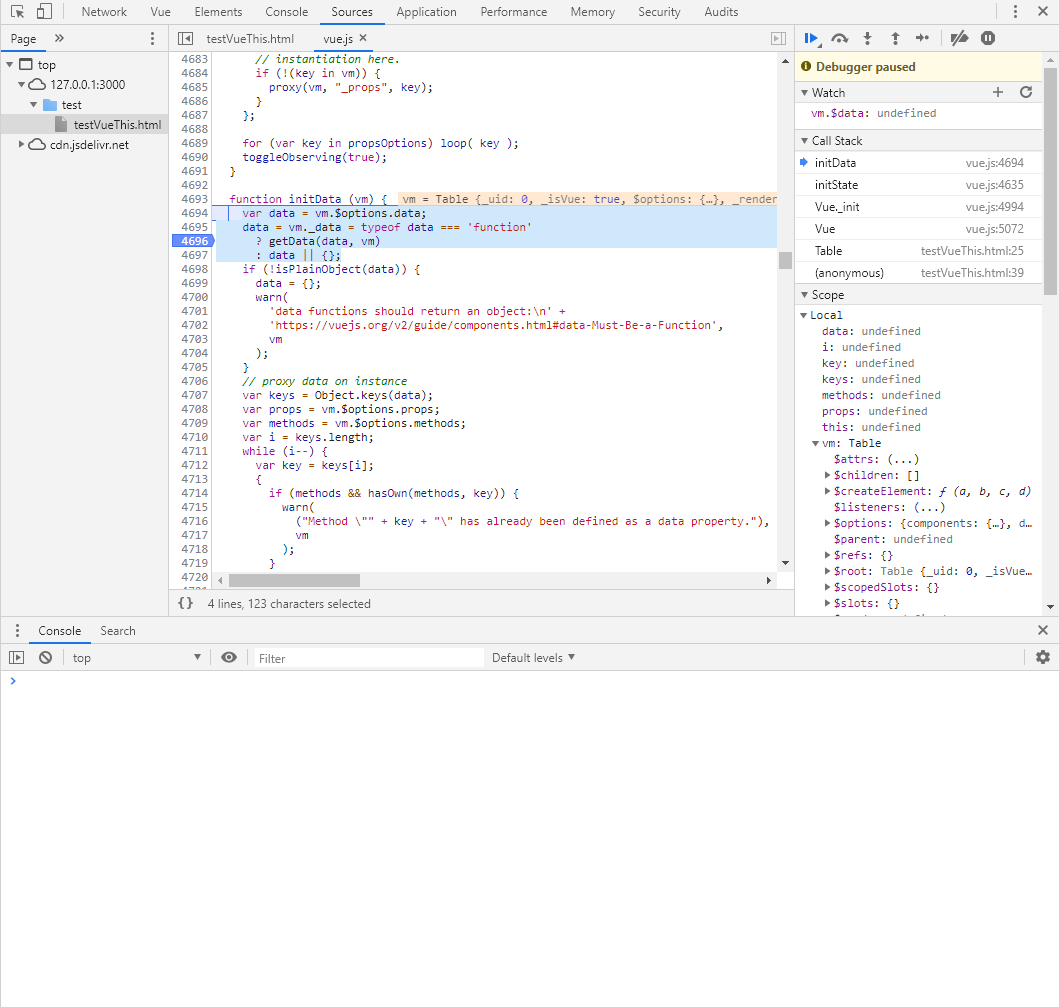 Network Vue Elements Console Sources Application Performance Memory Security Audits
Page
testVueThis.html vue.js
top
127.0.0.1:3000
test
testVueThis.html
cdn.jsdelivr.net
4683 // instantiation here.
4684 if (!(key in vm)) {
4685 proxy(vm, "_props", key);
4686 }
4687 };
4688
4689 for (var key in propsOptions) loop( key );
4690 toggleObserving(true);
4691 }
4692
4693 function initData (vm) { vm = Table {_uid: 0, _isVue: true, $options: {…}, _render
4694 var data = vm.$options.data;
4695 data = vm._data = typeof data === 'function'
4696 ? getData(data, vm)
4697 : data || {};
4698 if (!isPlainObject(data)) {
4699 data = {};
4700 warn(
4701 'data functions should return an object:\n' +
4702 'https://vuejs.org/v2/guide/components.html#data-Must-Be-a-Function',
4703 vm
4704 );
4705 }
4706 // proxy data on instance
4707 var keys = Object.keys(data);
4708 var props = vm.$options.props;
4709 var methods = vm.$options.methods;
4710 var i = keys.length;
4711 while (i--) {
4712 var key = keys[i];
4713 {
4714 if (methods && hasOwn(methods, key)) {
4715 warn(
4716 ("Method \"" + key + "\" has already been defined as a data property."),
4717 vm
4718 );
4719 }
4720
{} 4 lines, 123 characters selected
Debugger paused
Watch
vm.$data: undefined
Call Stack
initData vue.js:4694
initState vue.js:4635
Vue._init vue.js:4994
Vue vue.js:5072
Table testVueThis.html:25
(anonymous) testVueThis.html:39
Scope
Local
data: undefined
i: undefined
key: undefined
keys: undefined
methods: undefined
props: undefined
this: undefined
vm: Table
$attrs: (...)
$children: []
$createElement: ƒ (a, b, c, d)
$listeners: (...)
$options: {components: {…}, d…
$parent: undefined
$refs: {}
$root: Table {_uid: 0, _isVue…
$scopedSlots: {}
$slots: {}
Console Search
top
Filter
Default levels